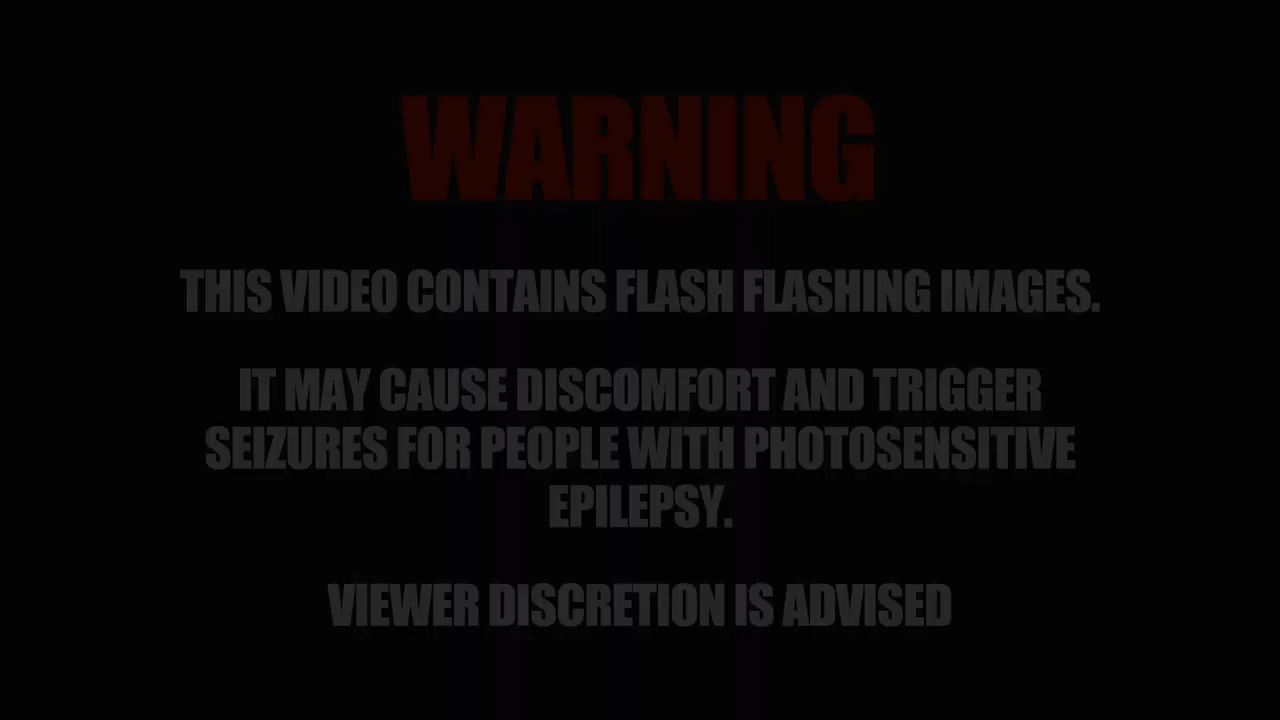 WARNING
THIS VIDEO CONTAINS FLASH FLASHING IMAGES.
IT MAY CAUSE DISCOMFORT AND TRIGGER
SEIZURES FOR PEOPLE WITH PHOTOSENSITIVE
EPILEPSY.
VIEWER DISCRETION IS ADVISED